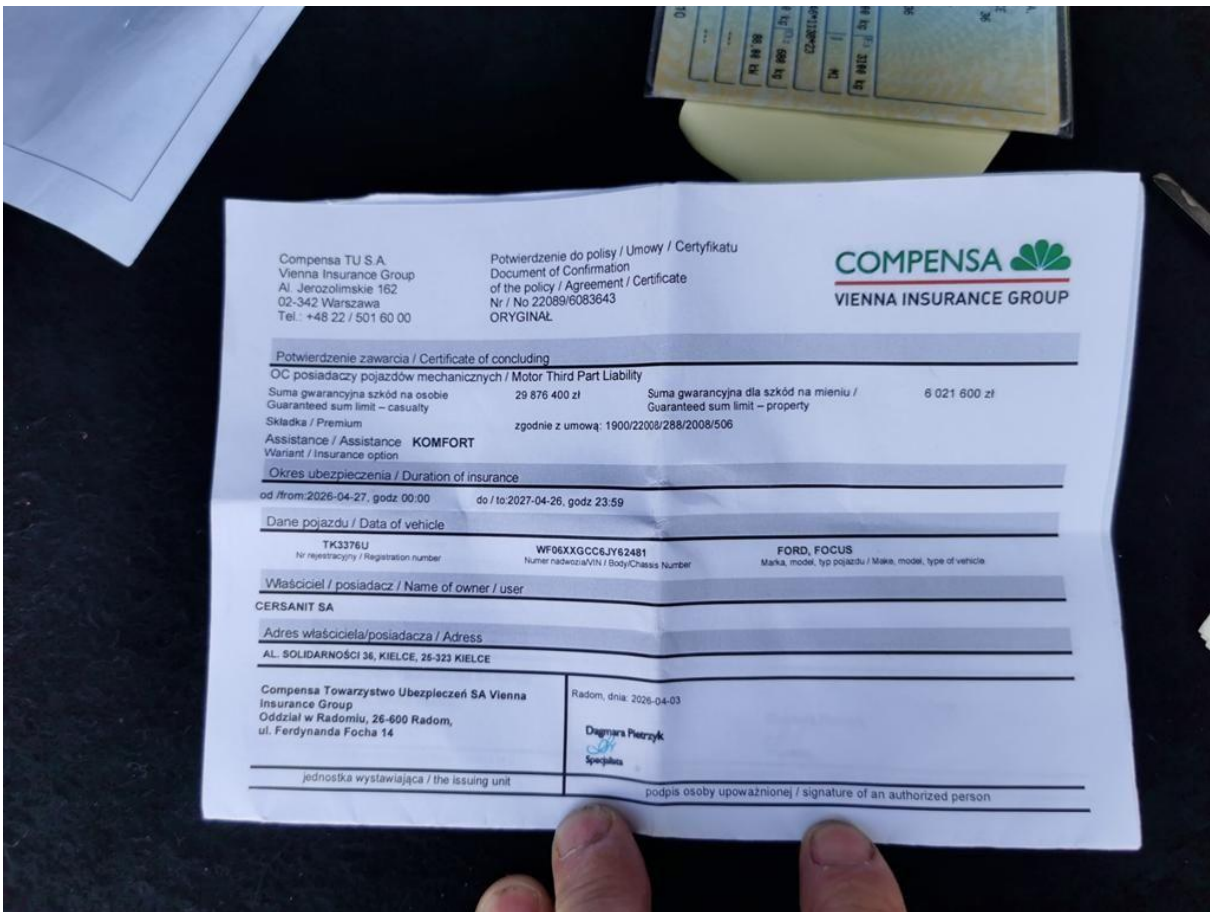 Compensa TU S.A.
Vienna Insurance Group
Al. Jerozolimskie 162
02-342 Warszawa
Tel.: +48 22 / 501 60 00
Potwierdzenie do polisy / Umowy / Certyfikatu
Document of Confirmation
of the policy / Agreement / Certificate
Nr / No 22089/6083643
ORYGINAŁ
COMPENSA
VIENNA INSURANCE GROUP
Potwierdzenie zawarcia / Certificate of concluding
OC posiadaczy pojazdów mechanicznych / Motor Third Part Liability
Suma gwarancyjna szkód na osobie 29 876 400 zł Suma gwarancyjna dla szkód na mieniu / 6 021 600 zł
Guaranteed sum limit – casualty Guaranteed sum limit – property
Składka / Premium zgodnie z umową: 1900/22008/288/2008/506
Assistance / Assistance KOMFORT
Wariant / Insurance option
Okres ubezpieczenia / Duration of insurance
od /from:2026-04-27, godz 00:00 do / to:2027-04-26, godz 23:59
Dane pojazdu / Data of vehicle
TK3376U WF06XXGCC6JY62481 FORD, FOCUS
Nr rejestracyjny / Registration number Numer nadwozia/VIN / Body/Chassis Number Marka, model, typ pojazdu / Make, model, type of vehicle
Właściciel / posiadacz / Name of owner / user
CERSANIT SA
Adres właściciela/posiadacza / Adress
AL. SOLIDARNOŚCI 36, KIELCE, 25-323 KIELCE
Compensa Towarzystwo Ubezpieczeń SA Vienna
Insurance Group
Oddział w Radomiu, 26-600 Radom,
ul. Ferdynanda Focha 14
Radom, dnia: 2026-04-03
Dagmara Pietrzyk
Specjalista
jednostka wystawiająca / the issuing unit
podpis osoby upoważnionej / signature of an authorized person
3100 kg
M1
600 kg
88,00 kW